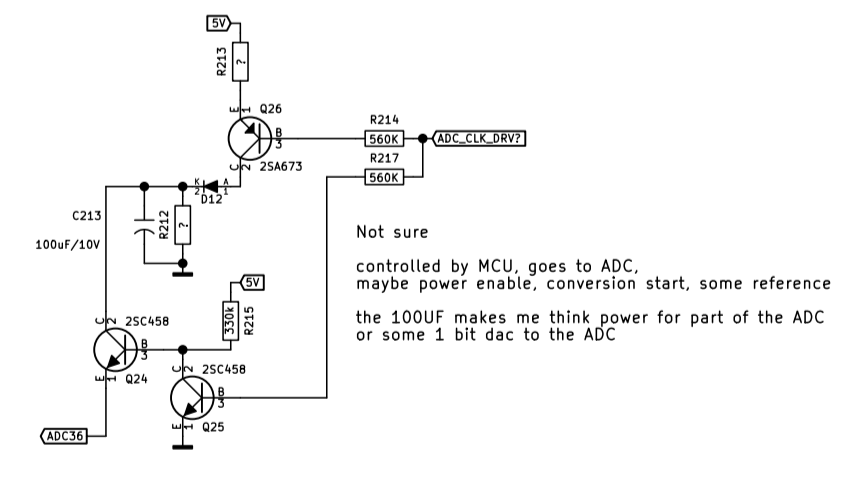 5V
R213
?
E 1
Q26
B
3
C 2
2SA673
R214
560K
ADC_CLK_DRV?
R217
560K
K
2
A
1
D12
C213
100uF/10V
R212
?
Not sure
controlled by MCU, goes to ADC,
maybe power enable, conversion start, some reference
the 100UF makes me think power for part of the ADC
or some 1 bit dac to the ADC
5V
330k
R215
C 2
2SC458
B
3
E 1
Q24
C 2
2SC458
B
3
E 1
Q25
ADC36